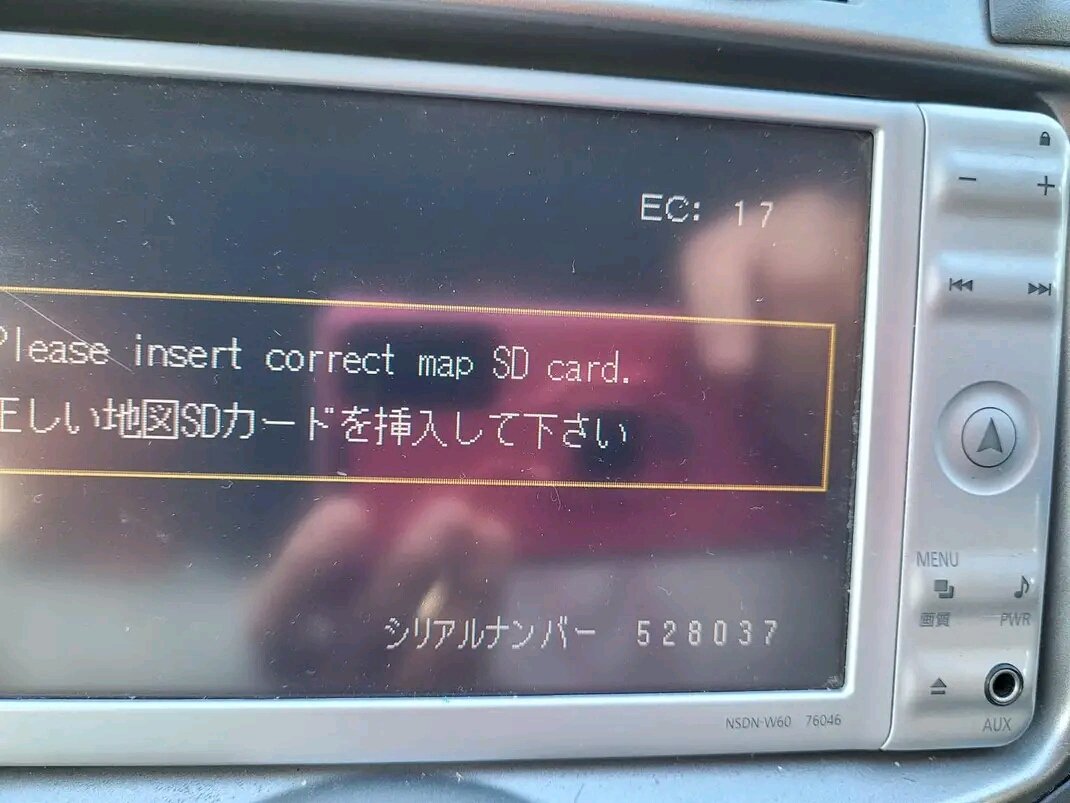 EC: 17
Please insert correct map SD card.
正しい地図SDカードを挿入して下さい
シリアルナンバー 528037
NSDN-W60 76046
− +
MENU
画質 PWR
AUX